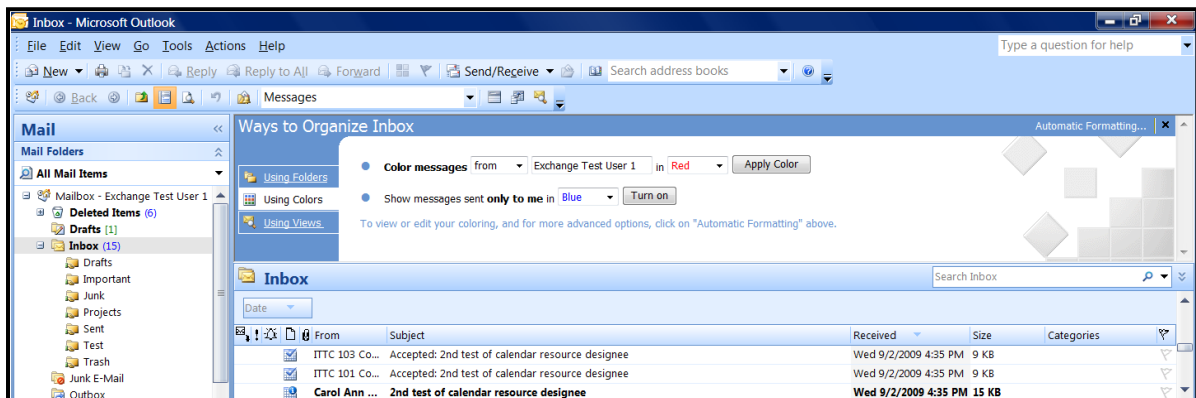 Inbox - Microsoft Outlook
File Edit View Go Tools Actions Help Type a question for help
New Reply Reply to All Forward Send/Receive Search address books
Back Messages
Mail
Mail Folders
All Mail Items
Mailbox - Exchange Test User 1
Deleted Items (6)
Drafts [1]
Inbox (15)
Drafts
Important
Junk
Projects
Sent
Test
Trash
Junk E-Mail
Outbox
Ways to Organize Inbox Automatic Formatting...
Using Folders
Using Colors
Using Views
Color messages from Exchange Test User 1 in Red Apply Color
Show messages sent only to me in Blue Turn on
To view or edit your coloring, and for more advanced options, click on "Automatic Formatting" above.
Inbox Search Inbox
Date
From Subject Received Size Categories
ITTC 103 Co... Accepted: 2nd test of calendar resource designee Wed 9/2/2009 4:35 PM 9 KB
ITTC 101 Co... Accepted: 2nd test of calendar resource designee Wed 9/2/2009 4:35 PM 9 KB
Carol Ann ... 2nd test of calendar resource designee Wed 9/2/2009 4:35 PM 15 KB